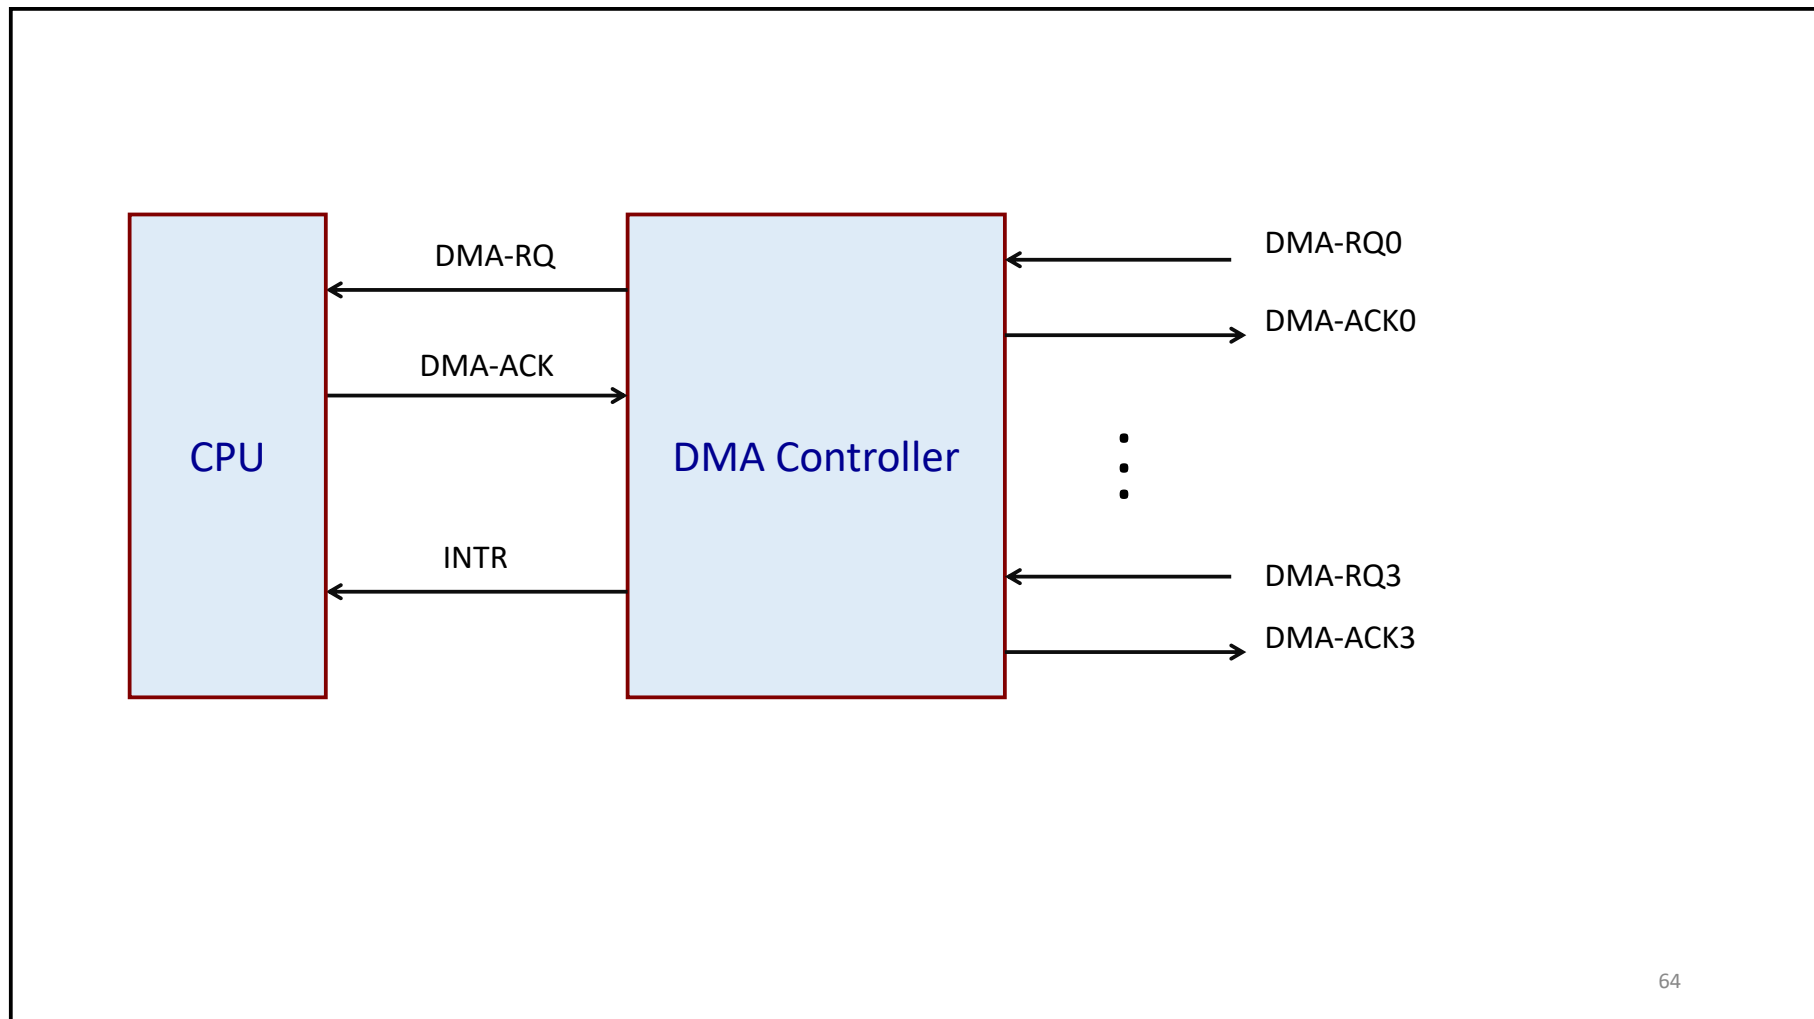 DMA-RQ0
DMA-RQ
DMA-ACK0
DMA-ACK
CPU
DMA Controller
INTR
DMA-RQ3
DMA-ACK3
64